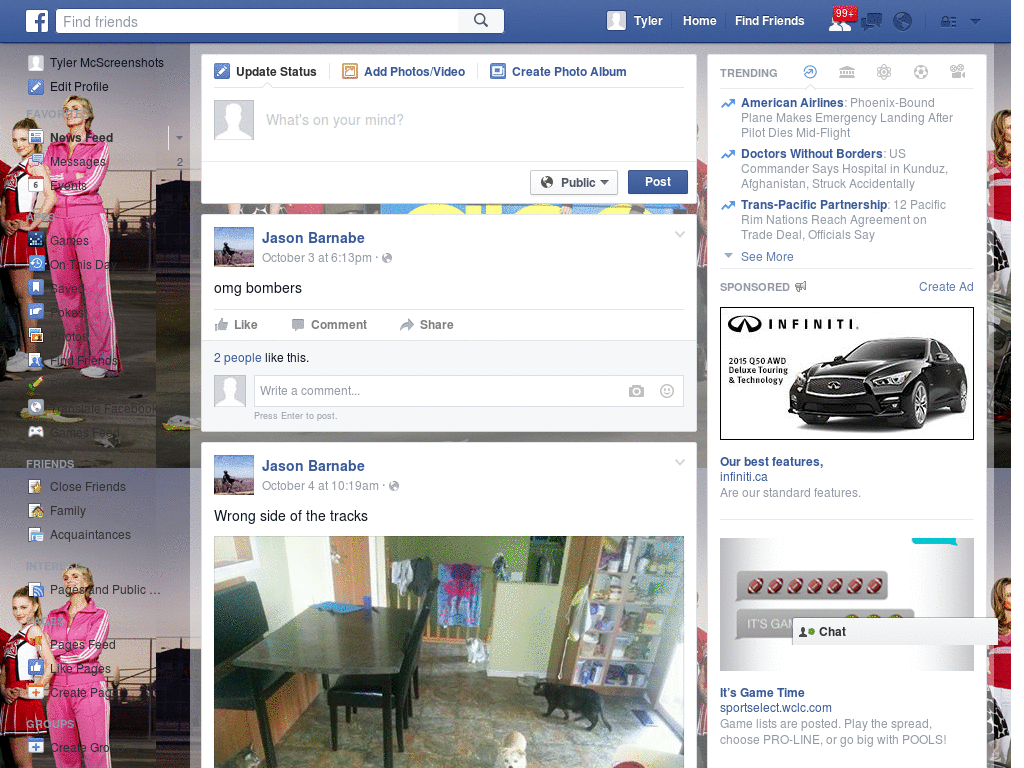 Find friends
Tyler
Home
Find Friends
99+
Tyler McScreenshots
Edit Profile
FAVORITES
News Feed
Messages
2
6
Events
APPS
Games
On This Day
Saved
Pokes
Photos
Find Friends
Translate Facebook
Games Feed
FRIENDS
Close Friends
Family
Acquaintances
INTERESTS
Pages and Public ...
PAGES
Pages Feed
Like Pages
Create Page
GROUPS
Create Gro
Update Status
Add Photos/Video
Create Photo Album
What's on your mind?
Public
Post
Jason Barnabe
October 3 at 6:13pm ·
omg bombers
Like
Comment
Share
2 people like this.
Write a comment...
Press Enter to post.
Jason Barnabe
October 4 at 10:19am ·
Wrong side of the tracks
TRENDING
American Airlines: Phoenix-Bound
Plane Makes Emergency Landing After
Pilot Dies Mid-Flight
Doctors Without Borders: US
Commander Says Hospital in Kunduz,
Afghanistan, Struck Accidentally
Trans-Pacific Partnership: 12 Pacific
Rim Nations Reach Agreement on
Trade Deal, Officials Say
See More
SPONSORED
Create Ad
INFINITI.
2015 Q50 AWD
Deluxe Touring
& Technology
Our best features,
infiniti.ca
Are our standard features.
IT'S GAM
Chat
It's Game Time
sportselect.wclc.com
Game lists are posted. Play the spread,
choose PRO-LINE, or go big with POOLS!